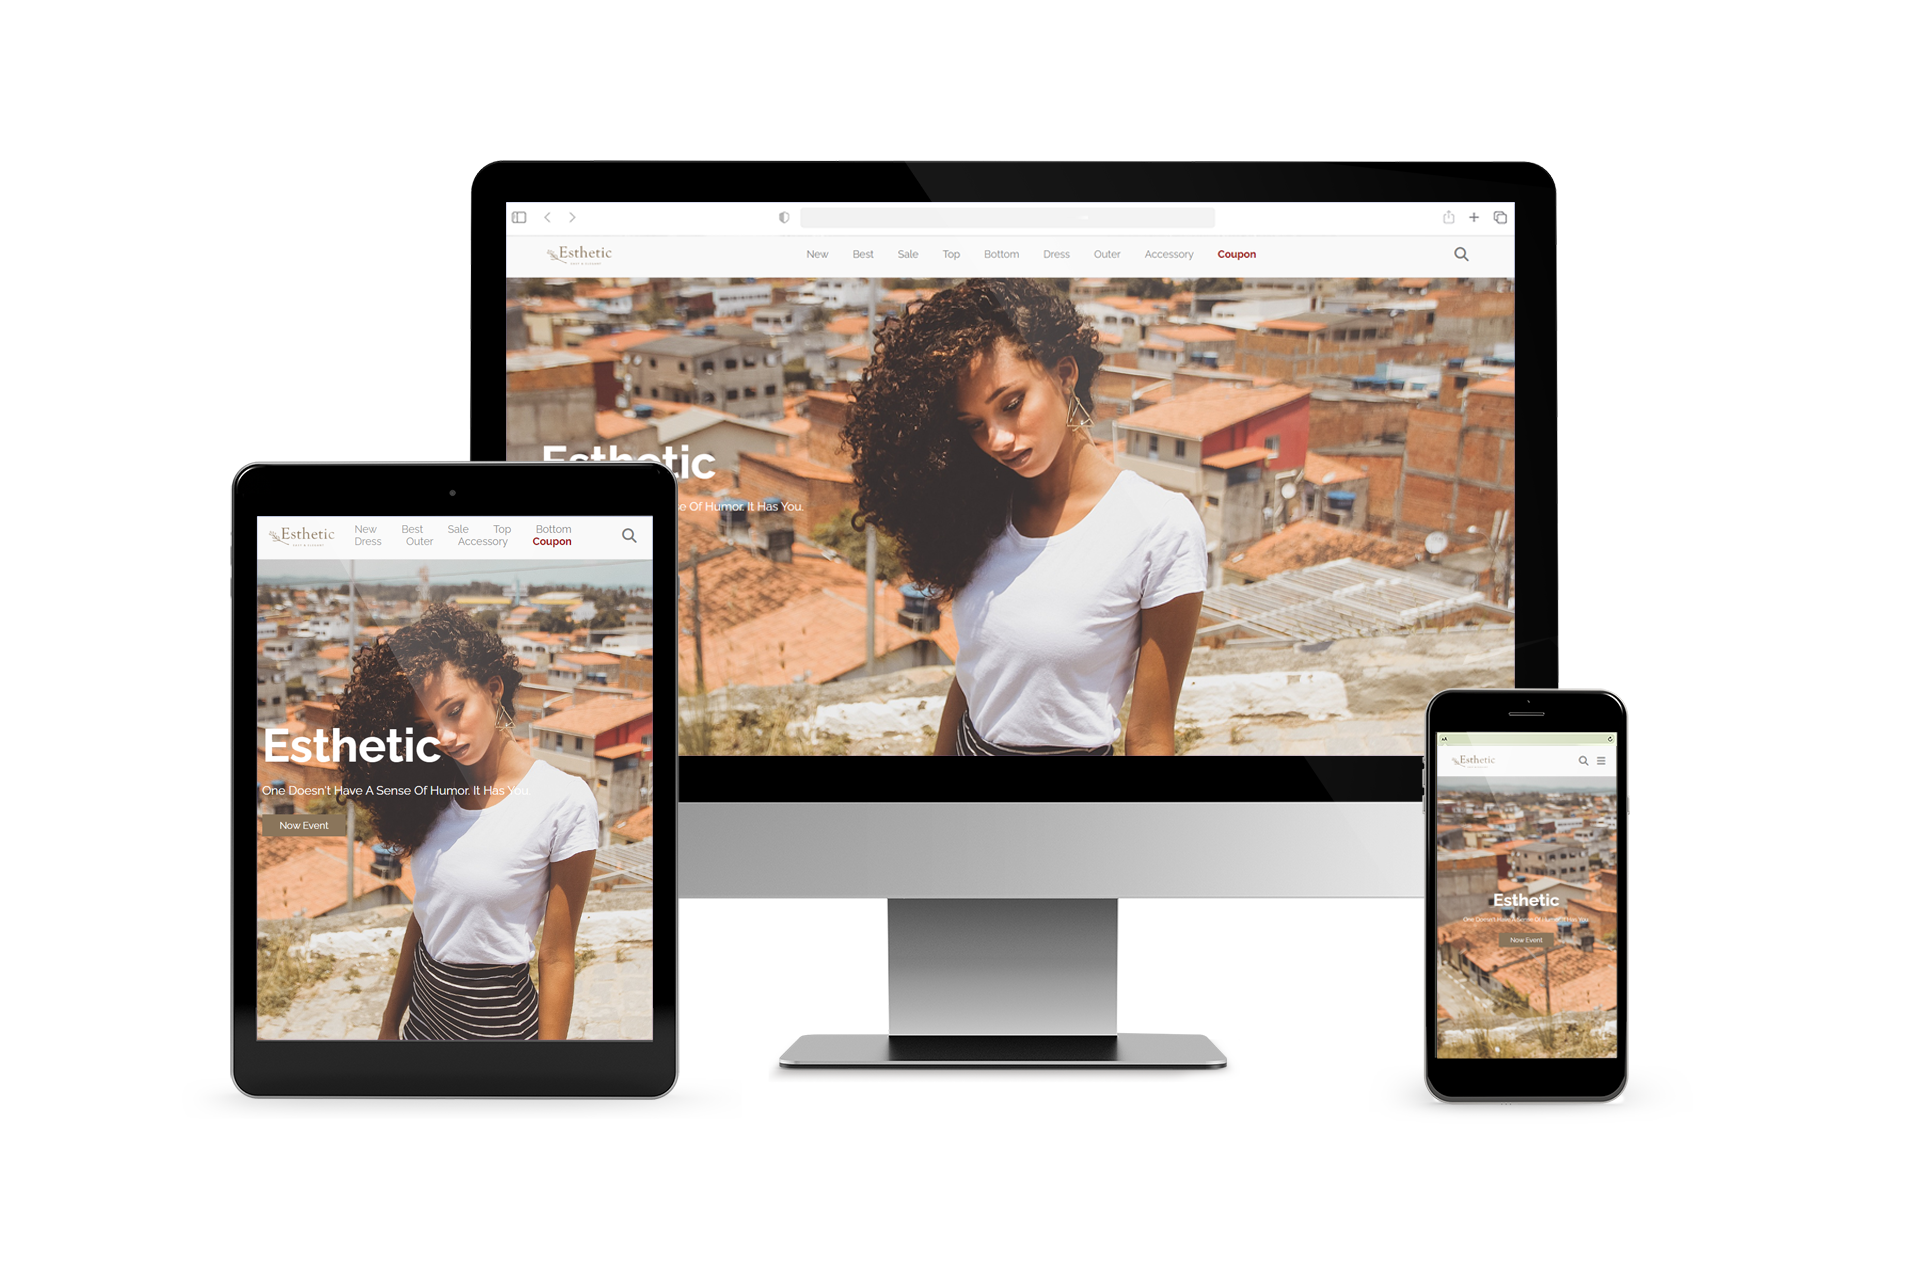 Esthetic
New Best Sale Top Bottom Dress Outer Accessory Coupon
Esthetic
Of Humor. It Has You.
Esthetic
New Best Sale Top Bottom
Dress Outer Accessory Coupon
Esthetic
One Doesn't Have A Sense Of Humor. It Has You.
Now Event
AA
Esthetic
Esthetic
One Doesn't Have A Sense Of Humor. It Has You.
Now Event